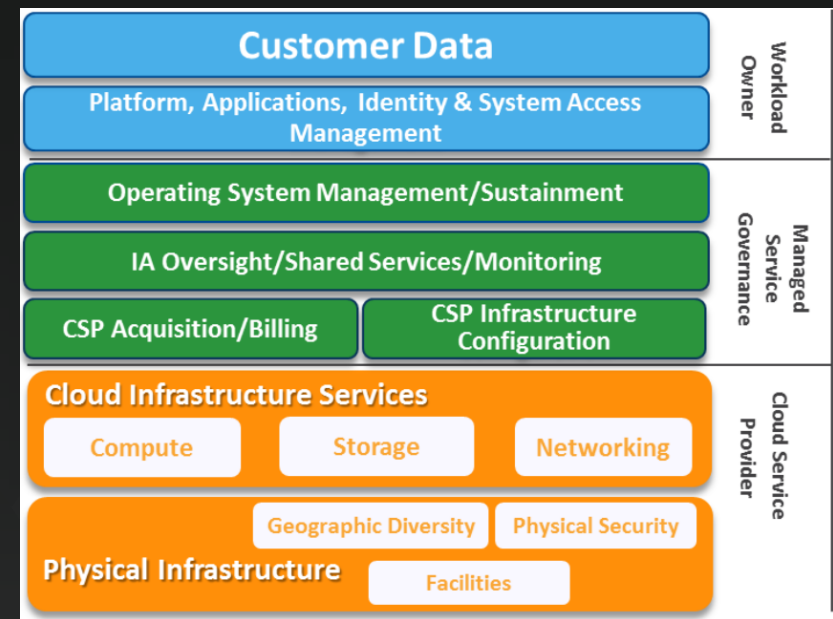 Customer Data
Platform, Applications, Identity & System Access
Management
Workload
Owner
Operating System Management/Sustainment
IA Oversight/Shared Services/Monitoring
CSP Acquisition/Billing
CSP Infrastructure
Configuration
Managed
Service
Governance
Cloud Infrastructure Services
Compute
Storage
Networking
Geographic Diversity
Physical Security
Physical Infrastructure
Facilities
Cloud Service
Provider